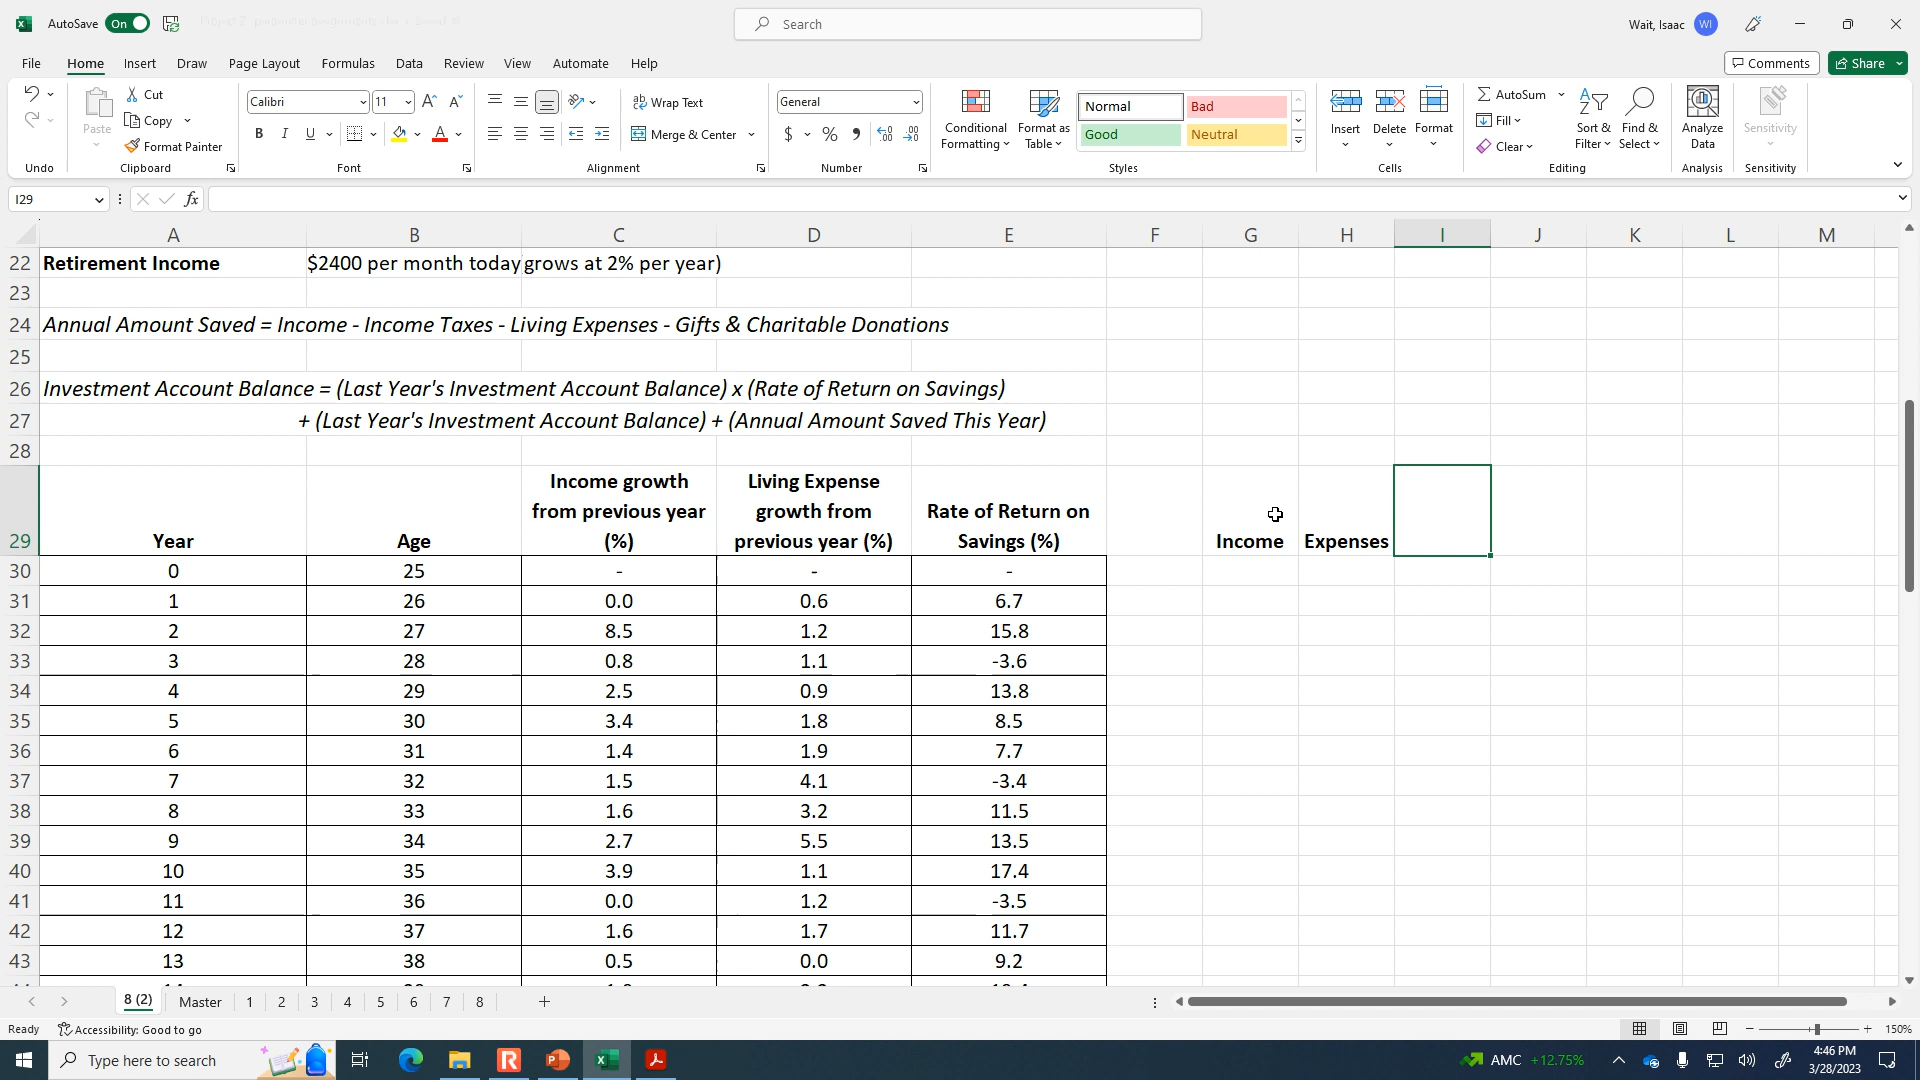 AutoSave On
Search
Wait, Isaac WI
File Home Insert Draw Page Layout Formulas Data Review View Automate Help
Comments Share
Paste Cut Copy Format Painter
Calibri 11
B I U
Wrap Text
Merge & Center
General
$ % 9
Conditional Formatting
Format as Table
Normal Bad
Good Neutral
Insert Delete Format
AutoSum
Fill
Clear
Sort & Filter
Find & Select
Analyze Data
Sensitivity
Undo Clipboard Font Alignment Number Styles Cells Editing Analysis Sensitivity
I29 fx
A B C D E F G H I J K L M
22 Retirement Income $2400 per month today grows at 2% per year)
23
24 Annual Amount Saved = Income - Income Taxes - Living Expenses - Gifts & Charitable Donations
25
26 Investment Account Balance = (Last Year's Investment Account Balance) x (Rate of Return on Savings)
27 + (Last Year's Investment Account Balance) + (Annual Amount Saved This Year)
28
29 Year Age Income growth from previous year (%) Living Expense growth from previous year (%) Rate of Return on Savings (%) Income Expenses
30 0 25 - - -
31 1 26 0.0 0.6 6.7
32 2 27 8.5 1.2 15.8
33 3 28 0.8 1.1 -3.6
34 4 29 2.5 0.9 13.8
35 5 30 3.4 1.8 8.5
36 6 31 1.4 1.9 7.7
37 7 32 1.5 4.1 -3.4
38 8 33 1.6 3.2 11.5
39 9 34 2.7 5.5 13.5
40 10 35 3.9 1.1 17.4
41 11 36 0.0 1.2 -3.5
42 12 37 1.6 1.7 11.7
43 13 38 0.5 0.0 9.2
8 (2) Master 1 2 3 4 5 6 7 8
Ready Accessibility: Good to go 150%
Type here to search
AMC +12.75%
4:46 PM
3/28/2023